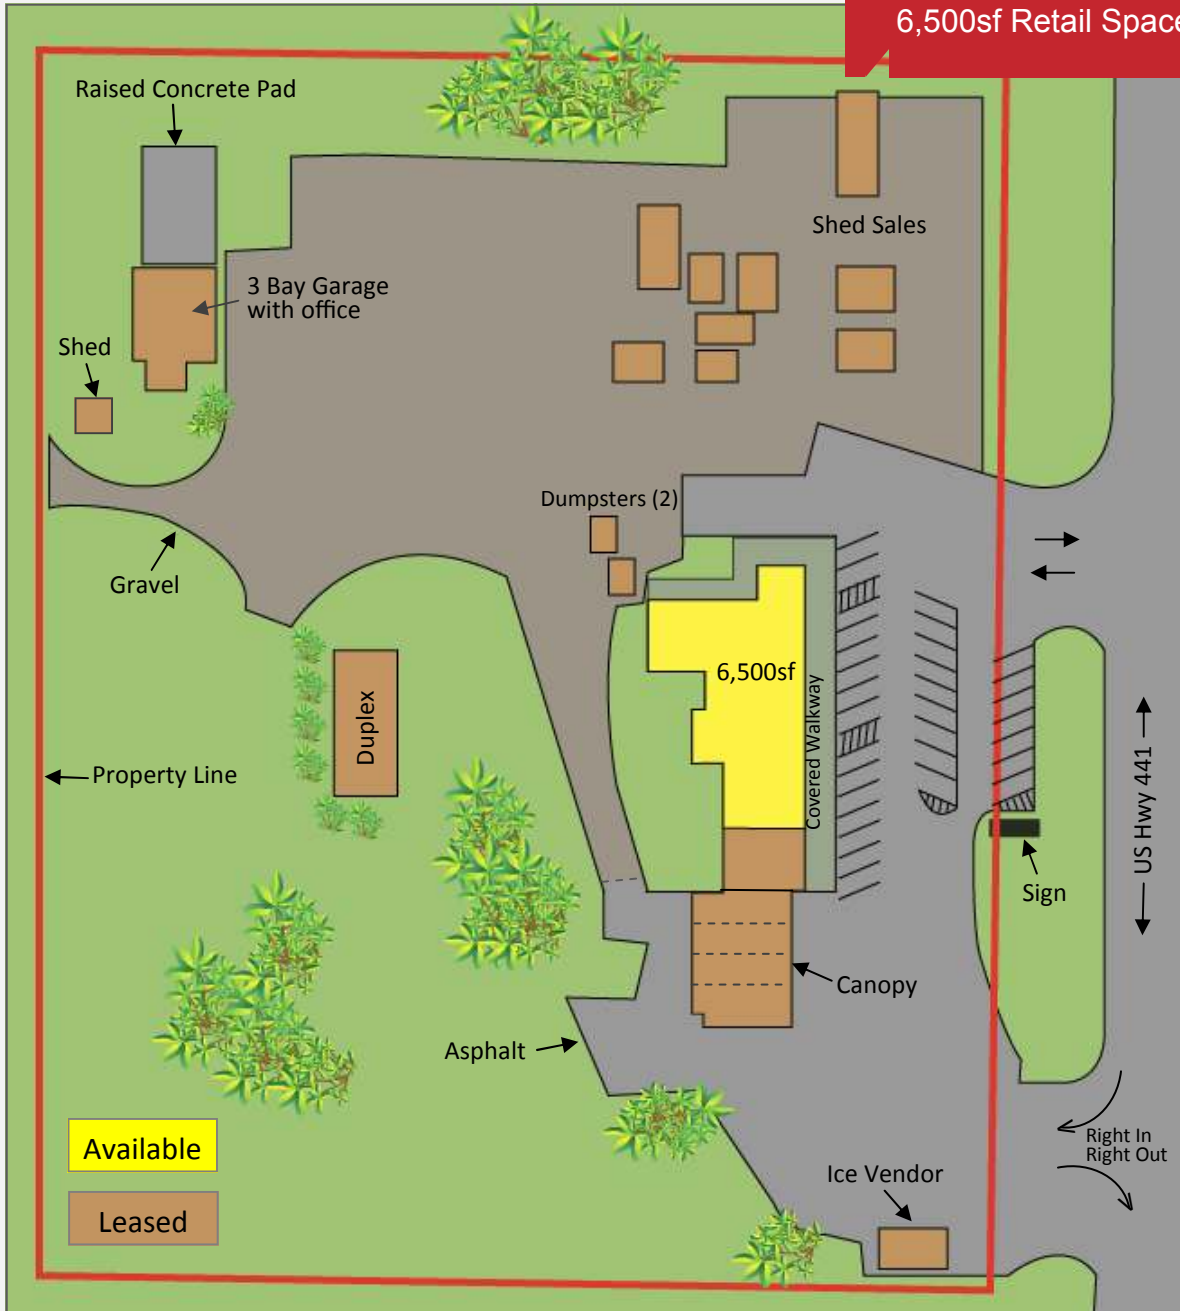 6,500sf Retail Space
Raised Concrete Pad
Shed Sales
3 Bay Garage
with office
Shed
Dumpsters (2)
Gravel
6,500sf
Covered Walkway
Duplex
Property Line
US Hwy 441
Sign
Canopy
Asphalt
Right In
Right Out
Available
Ice Vendor
Leased